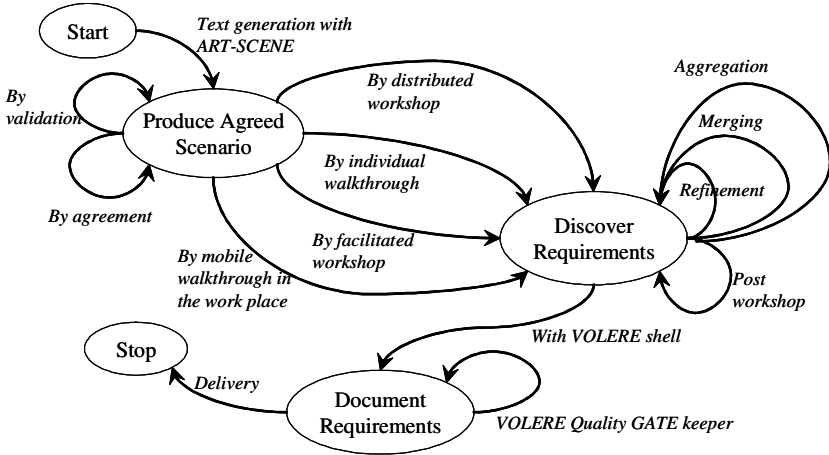 Start
Text generation with
ART-SCENE
By
validation
Produce Agreed
Scenario
By agreement
By distributed
workshop
By individual
walkthrough
By facilitated
workshop
By mobile
walkthrough in
the work place
Aggregation
Merging
Refinement
Discover
Requirements
Post
workshop
With VOLERE shell
Stop
Delivery
Document
Requirements
VOLERE Quality GATE keeper